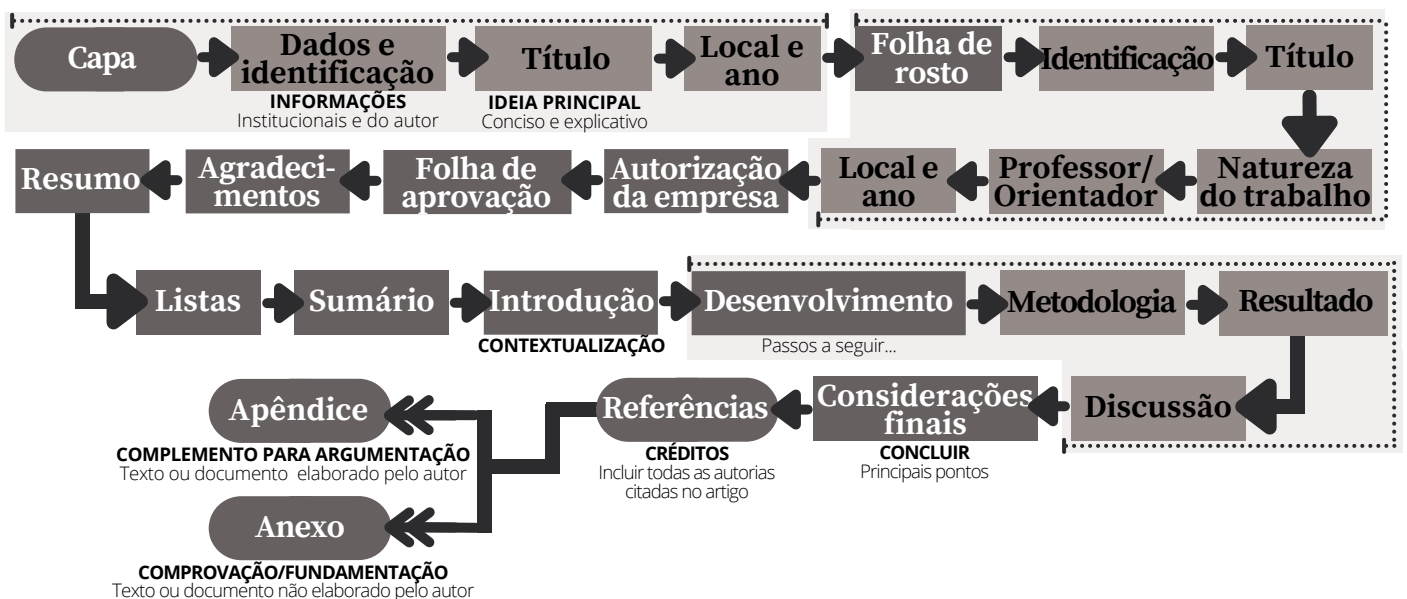 Capa
Dados e
identificação
INFORMAÇÕES
Institucionais e do autor
Título
IDEIA PRINCIPAL
Conciso e explicativo
Local e
ano
Folha de
rosto
Identificação
Título
Natureza
do trabalho
Professor/
Orientador
Local e
ano
Autorização
da empresa
Folha de
aprovação
Agradeci-
mentos
Resumo
Listas
Sumário
Introdução
CONTEXTUALIZAÇÃO
Desenvolvimento
Passos a seguir...
Metodologia
Resultado
Discussão
Considerações
finais
CONCLUIR
Principais pontos
Referências
CRÉDITOS
Incluir todas as autorias
citadas no artigo
Apêndice
COMPLEMENTO PARA ARGUMENTAÇÃO
Texto ou documento elaborado pelo autor
Anexo
COMPROVAÇÃO/FUNDAMENTAÇÃO
Texto ou documento não elaborado pelo autor